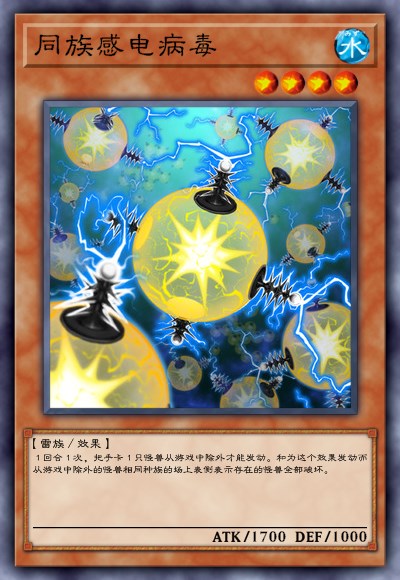 同族感电病毒
水
【雷族／效果】
1回合1次，把手卡1只怪兽从游戏中除外才能发动。和为这个效果发动而
从游戏中除外的怪兽相同种族的场上表侧表示存在的怪兽全部破坏。
ATK/1700 DEF/1000